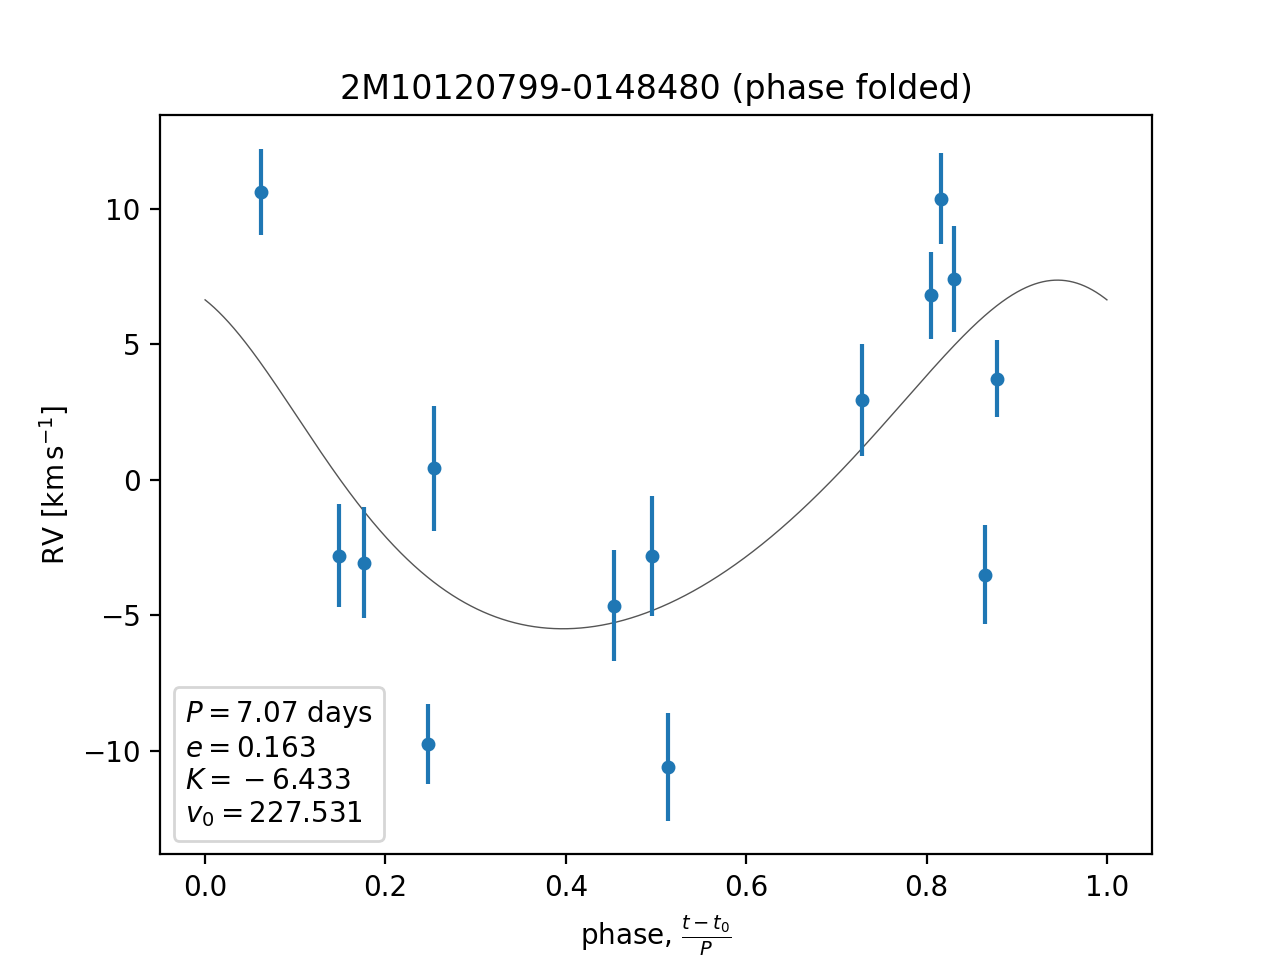 2M10120799-0148480 (phase folded)
RV [km s⁻¹]
10
5
0
−5
−10
P = 7.07 days
e = 0.163
K = −6.433
v₀ = 227.531
0.0 0.2 0.4 0.6 0.8 1.0
phase, (t − t₀)/P